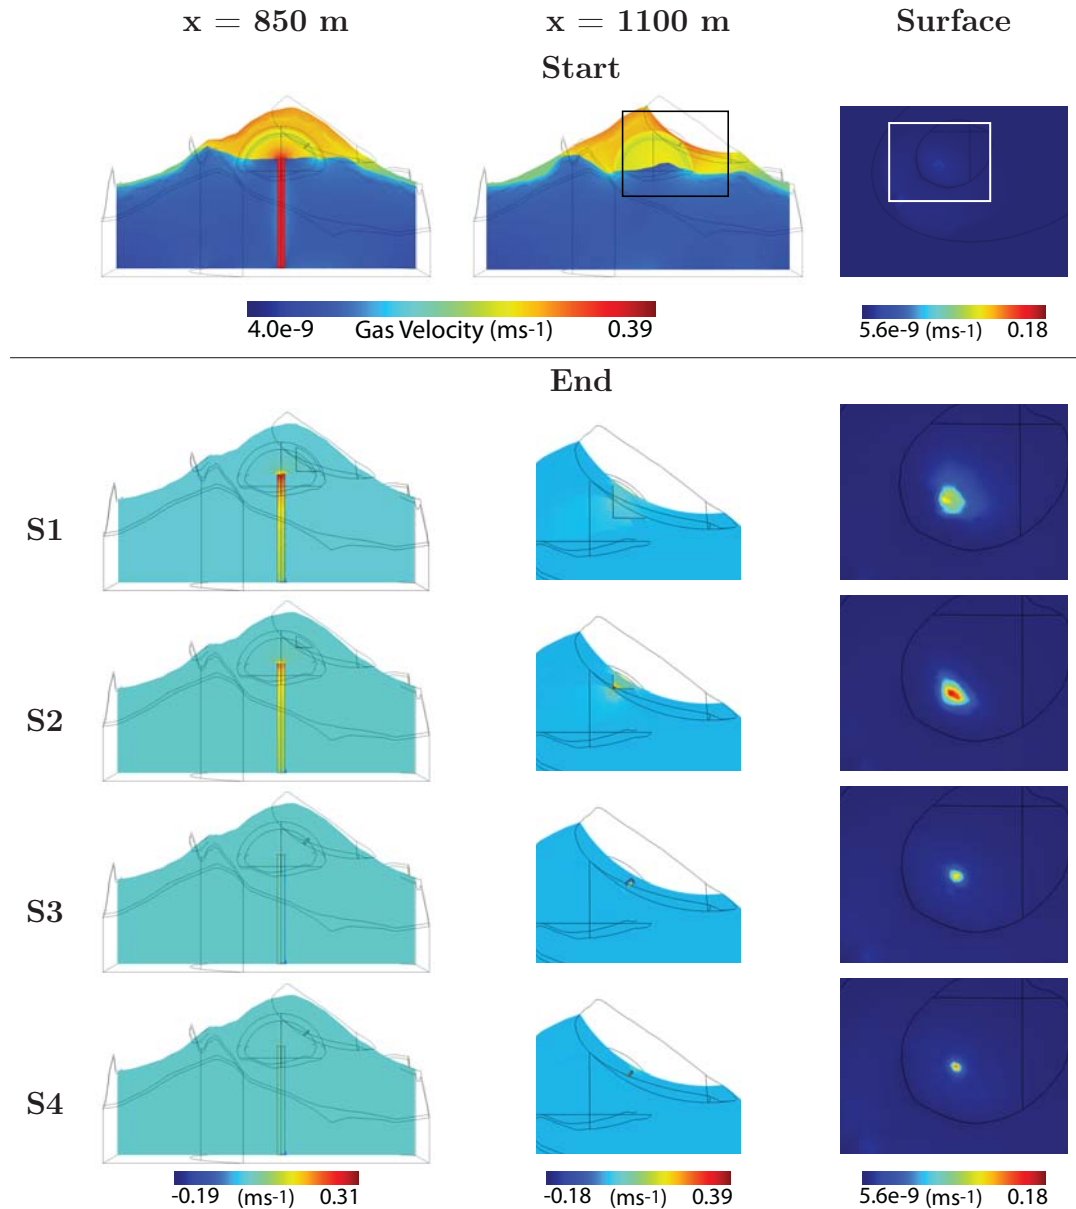 x = 850 m x = 1100 m Surface
Start
4.0e-9 Gas Velocity (ms-1) 0.39 5.6e-9 (ms-1) 0.18
End
S1
S2
S3
S4
-0.19 (ms-1) 0.31 -0.18 (ms-1) 0.39 5.6e-9 (ms-1) 0.18